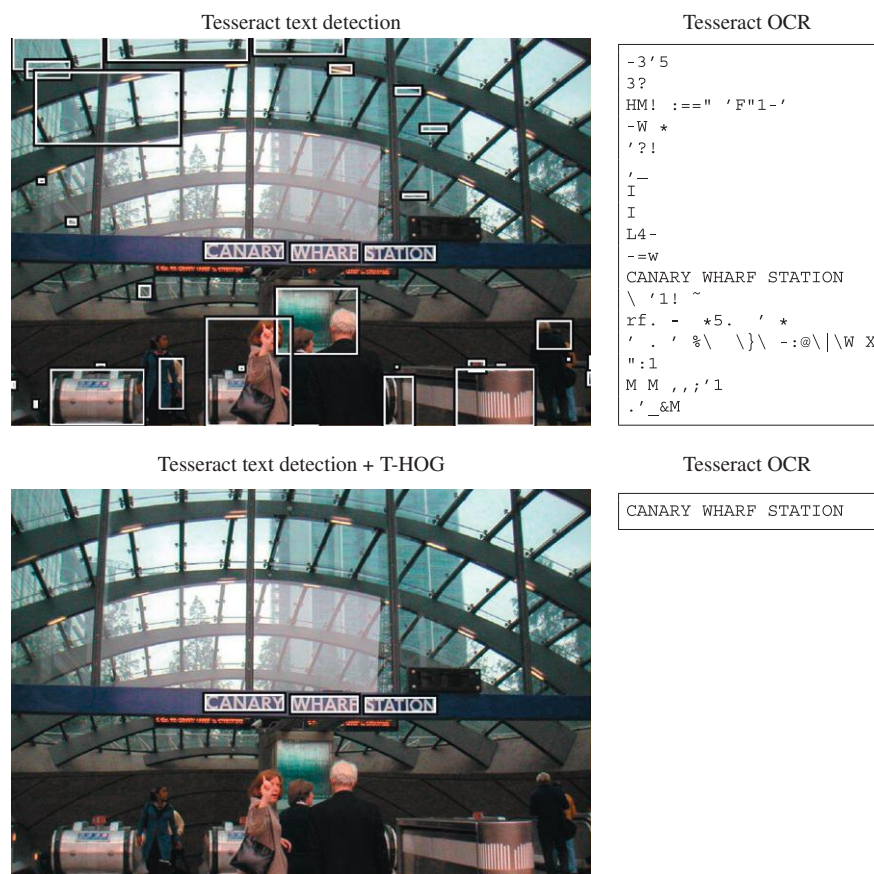 Tesseract text detection
Tesseract OCR
-3'5
3?
HM! :==" 'F"1-'
-W *
'?!
,_
I
I
L4-
-=w
CANARY WHARF STATION
\ '1! ~
rf. - *5. ' *
' . ' %\ \}\ -:@\|\W X
":1
M M ,,;'1
.'_&M
CANARY WHARF STATION
Tesseract text detection + T-HOG
Tesseract OCR
CANARY WHARF STATION
CANARY WHARF STATION